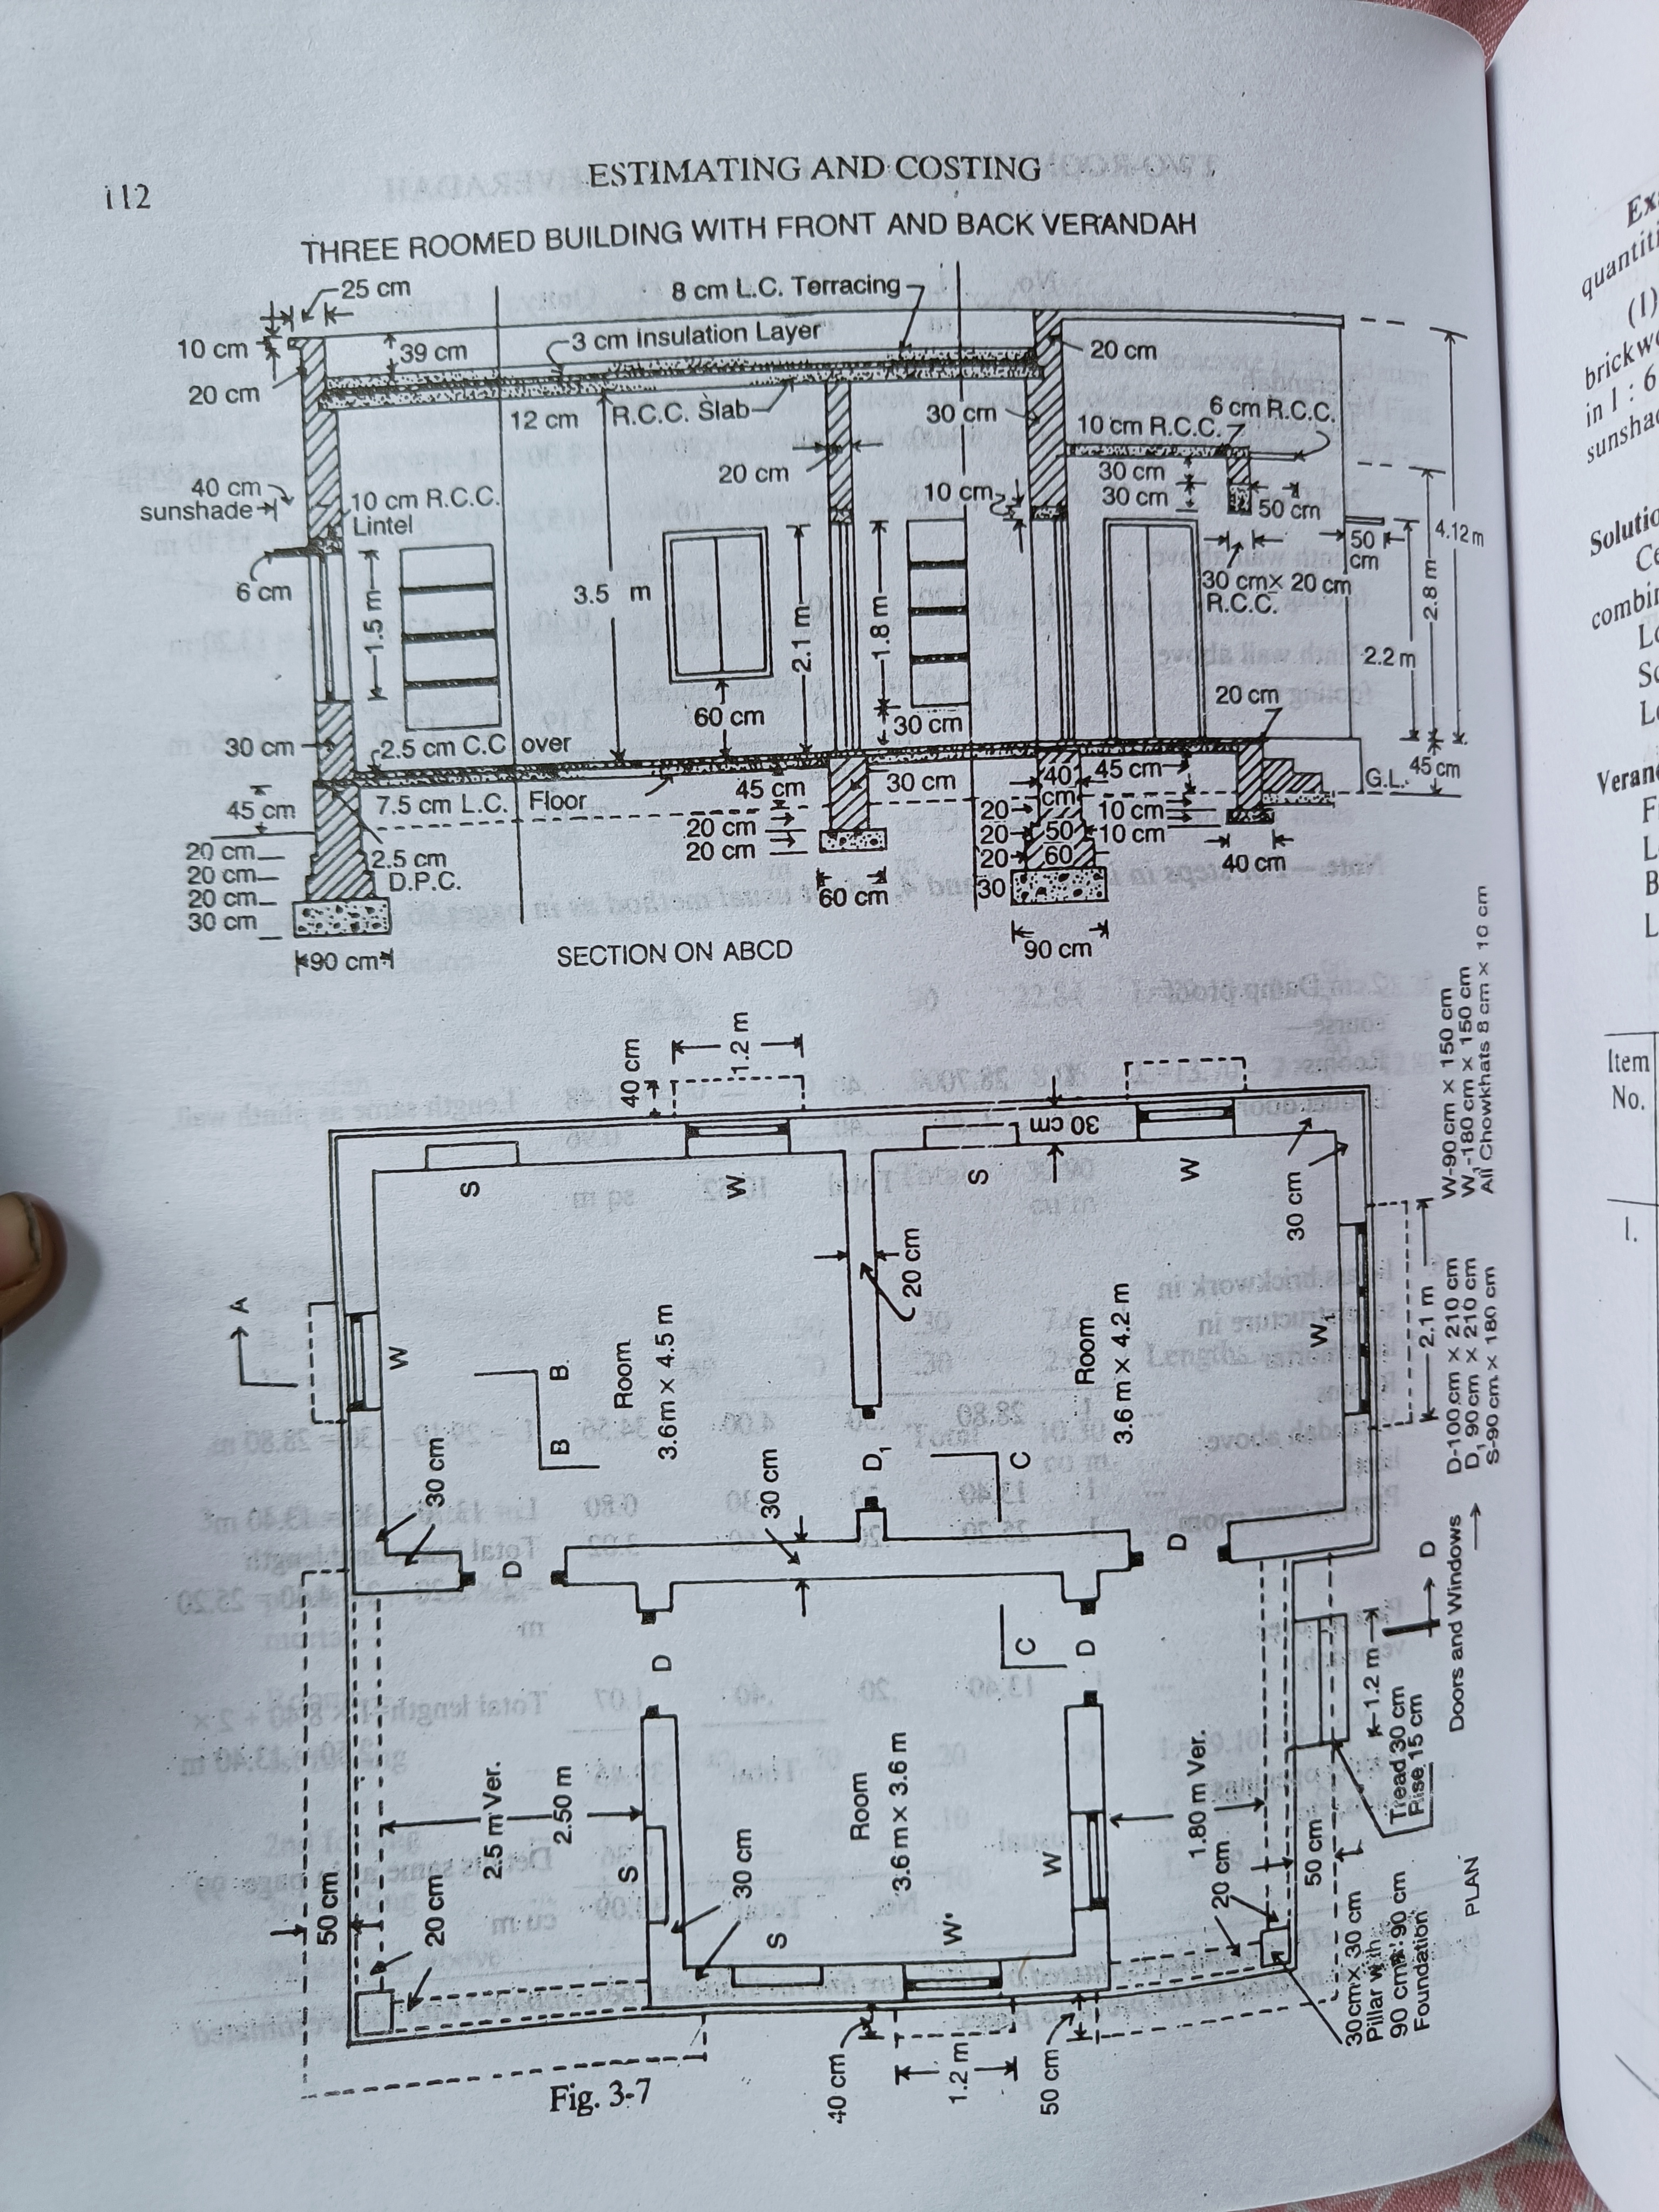 112
ESTIMATING AND COSTING
THREE ROOMED BUILDING WITH FRONT AND BACK VERANDAH
25 cm
8 cm L.C. Terracing
10 cm
39 cm
3 cm Insulation Layer
20 cm
20 cm
12 cm
R.C.C. Slab
30 cm
6 cm R.C.C.
10 cm R.C.C.
20 cm
30 cm
30 cm
40 cm
sunshade
10 cm R.C.C.
Lintel
10 cm
50 cm
4.12 m
50
cm
6 cm
1.5 m
3.5 m
2.1 m
1.8 m
30 cm x 20 cm
R.C.C.
2.8 m
2.2 m
60 cm
30 cm
20 cm
30 cm
2.5 cm C.C over
45 cm
7.5 cm L.C. Floor
45 cm
30 cm
40
cm
45 cm
G.L.
45 cm
20 cm
20 cm
20 cm
30 cm
2.5 cm
D.P.C.
20 cm
20 cm
20
20
20
30
50
60
10 cm
10 cm
40 cm
60 cm
90 cm
90 cm
SECTION ON ABCD
40 cm
1.2 m
S
W
S
30 cm
W
A
W
20 cm
30 cm
B
B
Room
3.6m x 4.5 m
Room
3.6 m x 4.2 m
W1
2.1 m
30 cm
30 cm
D1
C
D
D
D
C
D
D
1.2 m
2.5 m Ver.
2.50 m
Room
3.6 m x 3.6 m
1.80 m Ver.
Tread 30 cm
Rise 15 cm
50 cm
20 cm
S
30 cm
S
W
W
20 cm
50 cm
30cm x 30 cm
Pillar with
90 cm x 90 cm
Foundation
PLAN
Doors and Windows
D-100 cm x 210 cm
D1 90 cm x 210 cm
S-90 cm x 180 cm
W-90 cm x 150 cm
W1-180 cm x 150 cm
All Chowkhats 8 cm x 10 cm
40 cm
1.2 m
50 cm
Fig. 3-7
(1)
in 1 : 6
Item
No.
1.